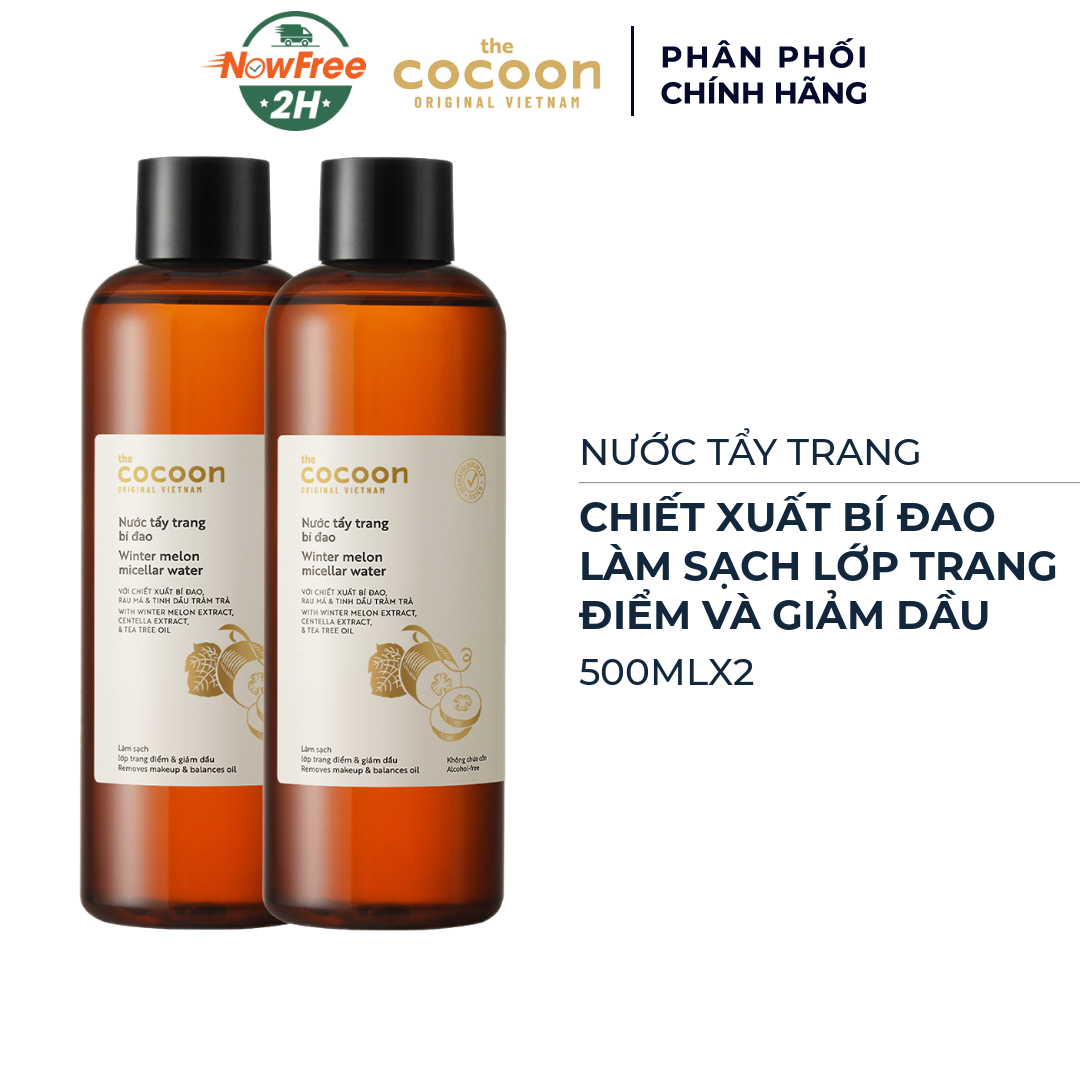 NowFree
2H
the
cocoon
ORIGINAL VIETNAM
PHÂN PHỐI
CHÍNH HÃNG
the
cocoon
ORIGINAL VIETNAM
Nước tẩy trang
bí đao
Winter melon
micellar water
VỚI CHIẾT XUẤT BÍ ĐAO,
RAU MÁ & TINH DẦU TRÀM TRÀ
WITH WINTER MELON EXTRACT,
CENTELLA EXTRACT,
& TEA TREE OIL
Làm sạch
lớp trang điểm & giảm dầu
Removes makeup & balances oil
the
cocoon
ORIGINAL VIETNAM
Nước tẩy trang
bí đao
Winter melon
micellar water
VỚI CHIẾT XUẤT BÍ ĐAO,
RAU MÁ & TINH DẦU TRÀM TRÀ
WITH WINTER MELON EXTRACT,
CENTELLA EXTRACT,
& TEA TREE OIL
Làm sạch
lớp trang điểm & giảm dầu
Removes makeup & balances oil
Không chứa cồn
Alcohol-free
NƯỚC TẨY TRANG
CHIẾT XUẤT BÍ ĐAO
LÀM SẠCH LỚP TRANG
ĐIỂM VÀ GIẢM DẦU
500MLX2